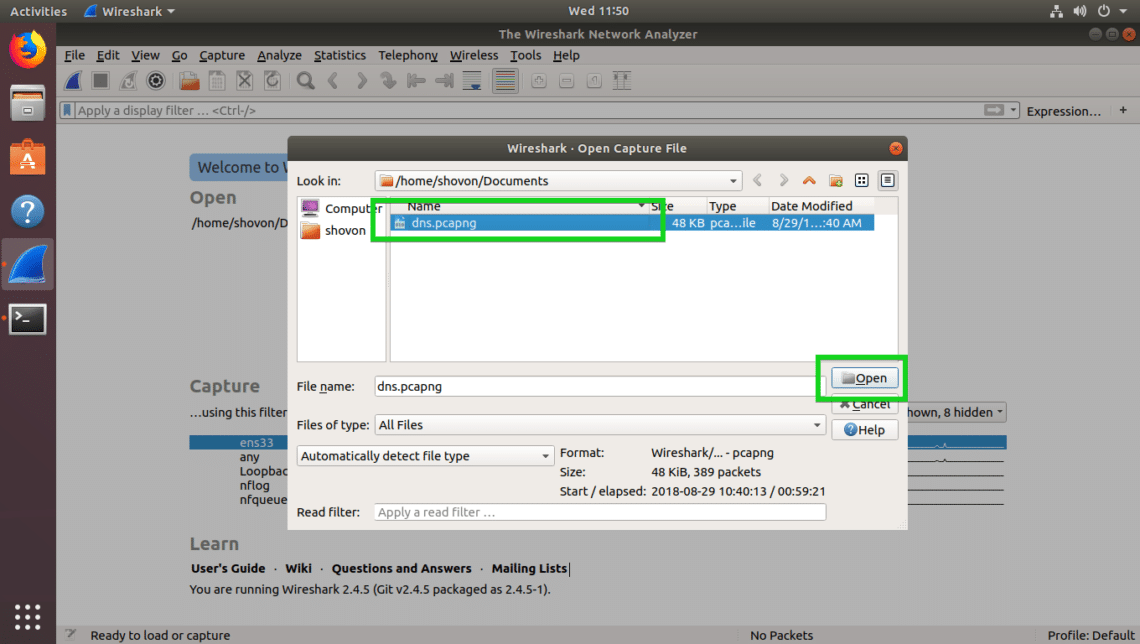 Activities Wireshark Wed 11:50
The Wireshark Network Analyzer
File Edit View Go Capture Analyze Statistics Telephony Wireless Tools Help
Apply a display filter … <Ctrl-/> Expression… +
Wireshark · Open Capture File
Welcome to W
Look in: /home/shovon/Documents
Open
Computer Name Size Type Date Modified
/home/shovon/D shovon dns.pcapng 48 KB pca…ile 8/29/1…:40 AM
Open
Capture
File name: dns.pcapng
Cancel
…using this filter hown, 8 hidden
Files of type: All Files
Help
ens33
any
Automatically detect file type Format: Wireshark/... - pcapng
Loopbac Size: 48 KiB, 389 packets
nflog
Start / elapsed: 2018-08-29 10:40:13 / 00:59:21
nfqueue
Read filter: Apply a read filter …
Learn
User's Guide · Wiki · Questions and Answers · Mailing Lists
You are running Wireshark 2.4.5 (Git v2.4.5 packaged as 2.4.5-1).
Ready to load or capture No Packets Profile: Default